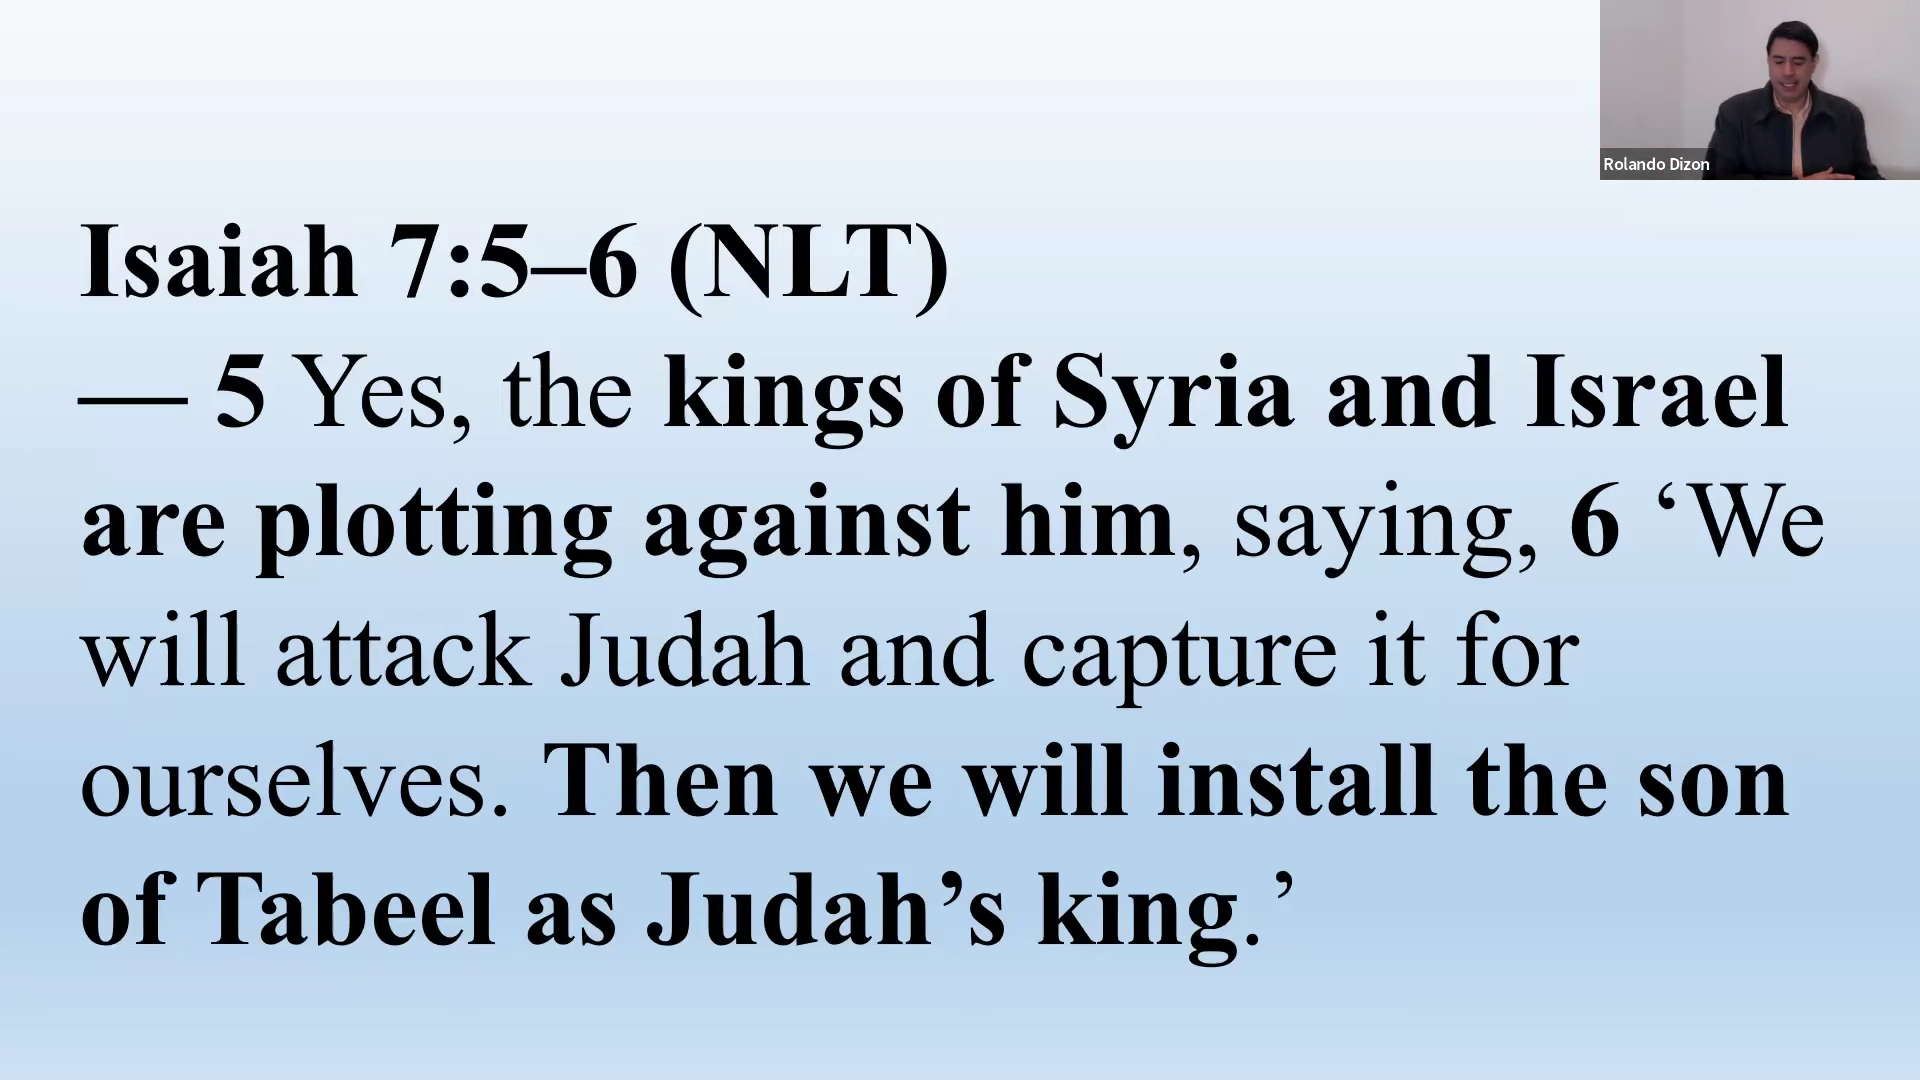 Rolando Dizon
Isaiah 7:5–6 (NLT)
— 5 Yes, the kings of Syria and Israel
are plotting against him, saying, 6 ‘We
will attack Judah and capture it for
ourselves. Then we will install the son
of Tabeel as Judah’s king.’